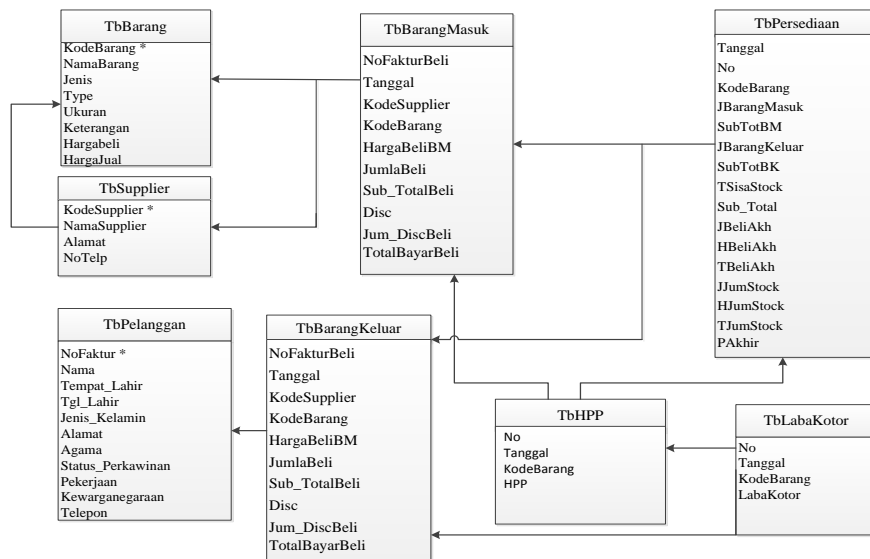 TbBarang
KodeBarang *
NamaBarang
Jenis
Type
Ukuran
Keterangan
Hargabeli
HargaJual
TbSupplier
KodeSupplier *
NamaSupplier
Alamat
NoTelp
TbBarangMasuk
NoFakturBeli
Tanggal
KodeSupplier
KodeBarang
HargaBeliBM
JumlaBeli
Sub_TotalBeli
Disc
Jum_DiscBeli
TotalBayarBeli
TbPersediaan
Tanggal
No
KodeBarang
JBarangMasuk
SubTotBM
JBarangKeluar
SubTotBK
TSisaStock
Sub_Total
JBeliAkh
HBeliAkh
TBeliAkh
JJumStock
HJumStock
TJumStock
PAkhir
TbPelanggan
NoFaktur *
Nama
Tempat_Lahir
Tgl_Lahir
Jenis_Kelamin
Alamat
Agama
Status_Perkawinan
Pekerjaan
Kewarganegaraan
Telepon
TbBarangKeluar
NoFakturBeli
Tanggal
KodeSupplier
KodeBarang
HargaBeliBM
JumlaBeli
Sub_TotalBeli
Disc
Jum_DiscBeli
TotalBayarBeli
TbHPP
No
Tanggal
KodeBarang
HPP
TbLabaKotor
No
Tanggal
KodeBarang
LabaKotor